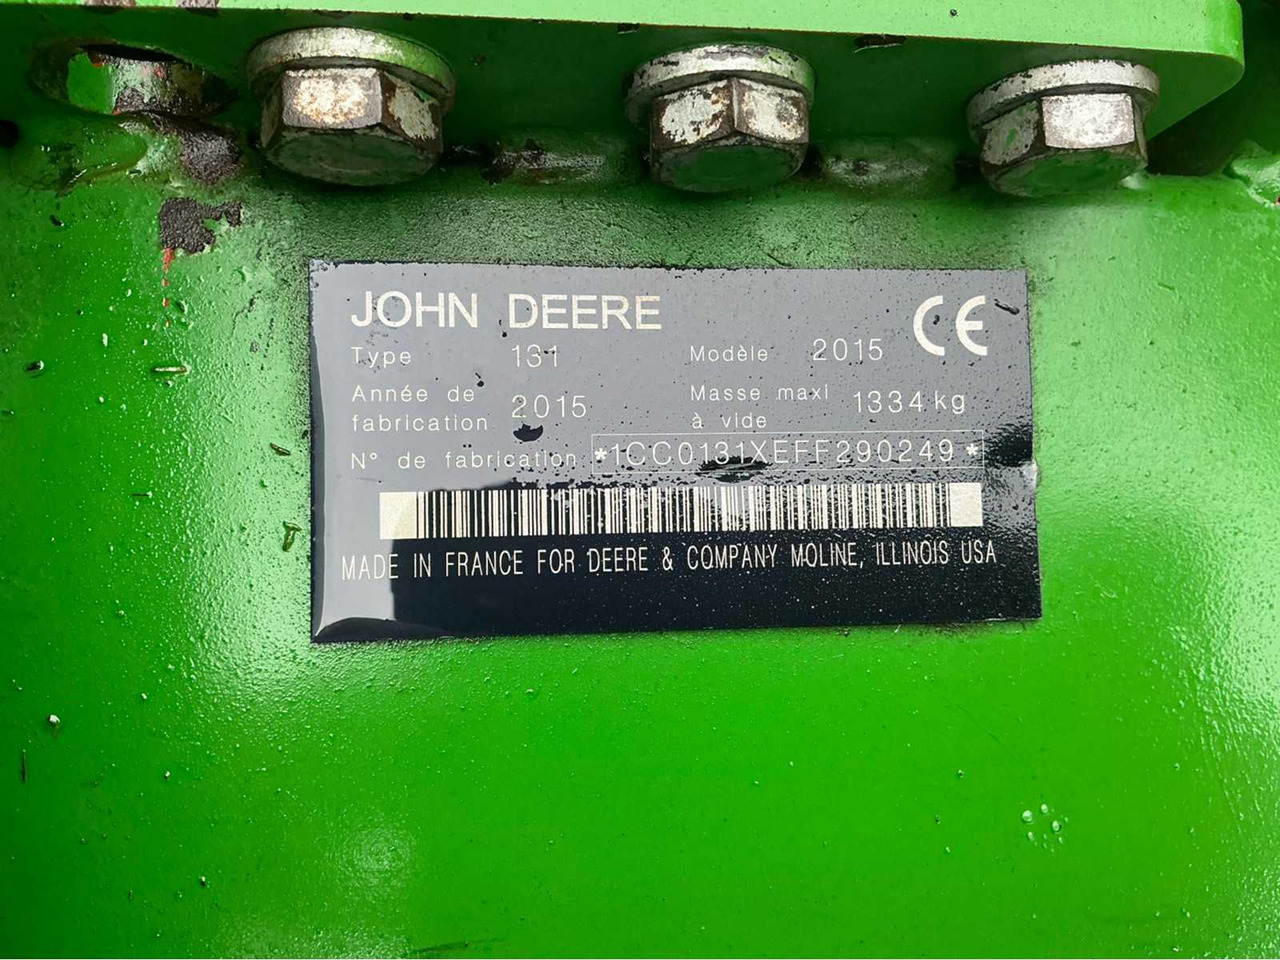 JOHN DEERE CE
Type 131 Modèle 2015
Année de fabrication 2015 Masse maxi à vide 1334 kg
N° de fabrication *1CC0131XEFF290249*
MADE IN FRANCE FOR DEERE & COMPANY MOLINE, ILLINOIS USA